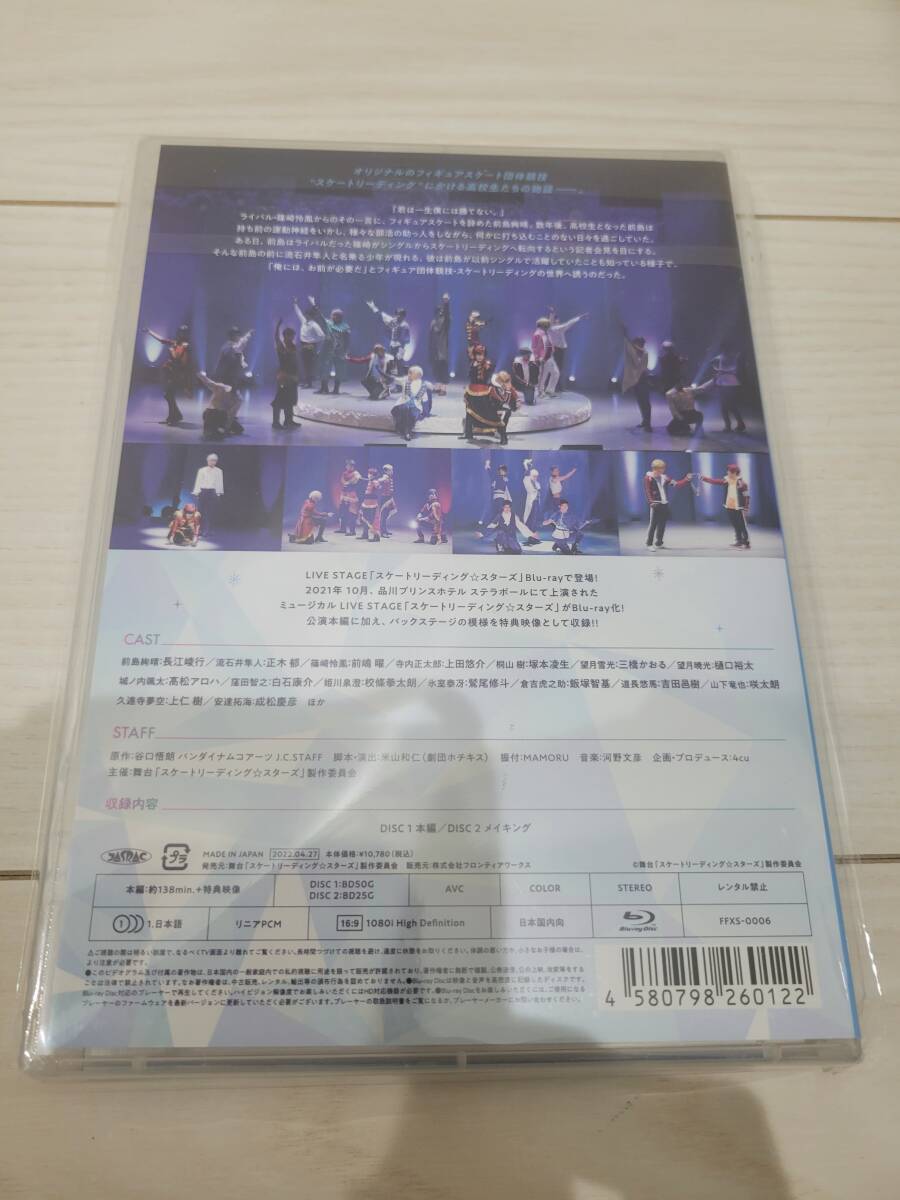 オリジナルのフィギュアスケート団体競技
“スケートリーディング”にかける高校生たちの物語――。
「君は一生僕には勝てない。」
ライバル・篠崎怜鳳からのその一言に、フィギュアスケートを辞めた前島絢晴。数年後、高校生となった前島は
持ち前の運動神経をいかし、様々な部活の助っ人をしながら、何かに打ち込むことのない日々を過ごしていた。
ある日、前島はライバルだった篠崎がシングルからスケートリーディングへ転向するという記者会見を目にする。
そんな前島の前に流石井隼人と名乗る少年が現れる。彼は前島が以前シングルで活躍していたことも知っている様子で、
「俺には、お前が必要だ」とフィギュア団体競技・スケートリーディングの世界へ誘うのだった。
LIVE STAGE「スケートリーディング☆スターズ」Blu-rayで登場!
2021年10月、品川プリンスホテル ステラボールにて上演された
ミュージカル LIVE STAGE「スケートリーディング☆スターズ」がBlu-ray化!
公演本編に加え、バックステージの模様を特典映像として収録!!
CAST
前島絢晴:長江崚行／流石井隼人:正木 郁／篠崎怜鳳:前嶋 曜／寺内正太郎:上田悠介／桐山 樹:塚本凌生／望月雪光:三橋かおる／望月暁光:樋口裕太
城ノ内颯太:高松アロハ／窪田智之:白石康介／姫川泉澄:校條拳太朗／氷室泰冴:鷲尾修斗／倉吉虎之助:飯塚智基／道長悠馬:吉田邑樹／山下竜也:咲太朗
久遠寺夢空:上仁 樹／安達拓海:成松慶彦 ほか
STAFF
原作:谷口悟朗 バンダイナムコアーツ J.C.STAFF 脚本・演出:米山和仁(劇団ホチキス) 振付:MAMORU 音楽:河野文彦 企画・プロデュース:4cu
主催:舞台「スケートリーディング☆スターズ」製作委員会
収録内容
DISC 1 本編／DISC 2 メイキング
JASRAC プラ MADE IN JAPAN 2022.04.27 本体価格:¥10,780(税込)
発売元:舞台「スケートリーディング☆スターズ」製作委員会 販売元:株式会社フロンティアワークス ©舞台「スケートリーディング☆スターズ」製作委員会
本編:約138min.+特典映像 DISC 1:BD50G DISC 2:BD25G AVC COLOR STEREO レンタル禁止
1 1.日本語 リニアPCM 16:9 1080i High Definition 日本国内向 Blu-ray Disc FFXS-0006
4 580798 260122